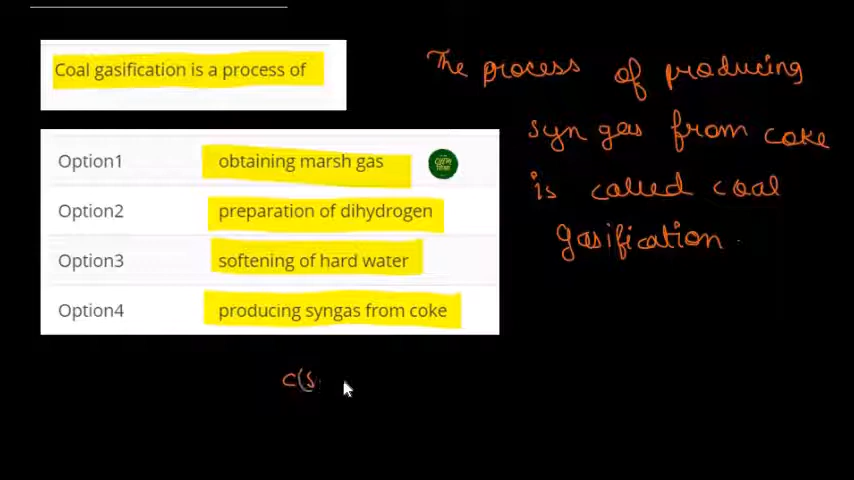 Coal gasification is a process of
Option1 obtaining marsh gas
Option2 preparation of dihydrogen
Option3 softening of hard water
Option4 producing syngas from coke
The process of producing
syn gas from coke
is called coal
gasification.
C(s